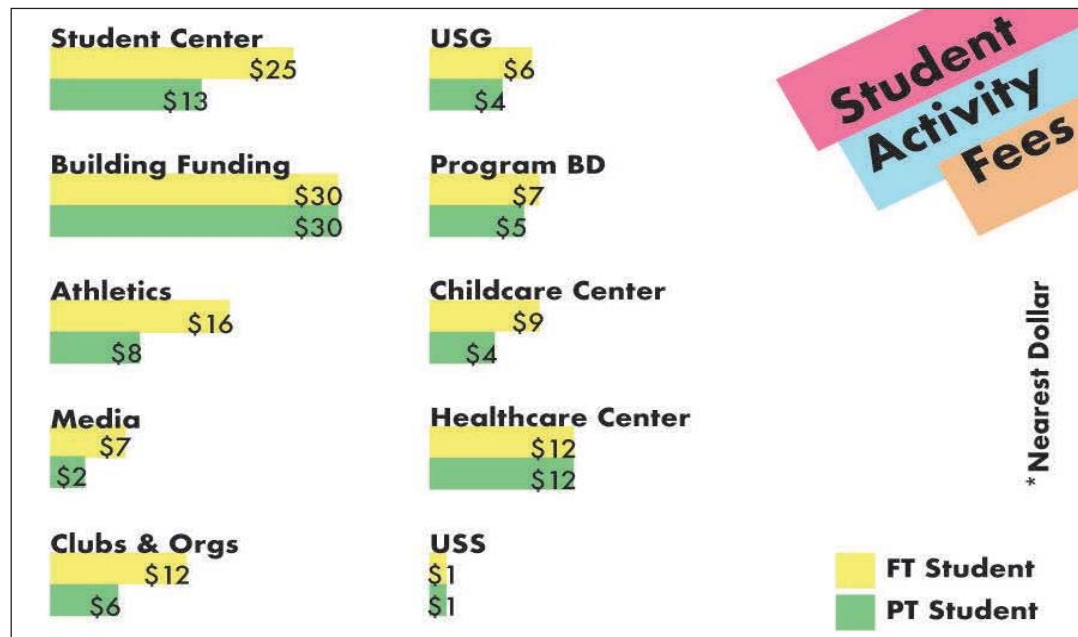 Student Center
$25
$13
Building Funding
$30
$30
Athletics
$16
$8
Media
$7
$2
Clubs & Orgs
$12
$6
USG
$6
$4
Program BD
$7
$5
Childcare Center
$9
$4
Healthcare Center
$12
$12
USS
$1
$1
Student
Activity
Fees
*Nearest Dollar
FT Student
PT Student